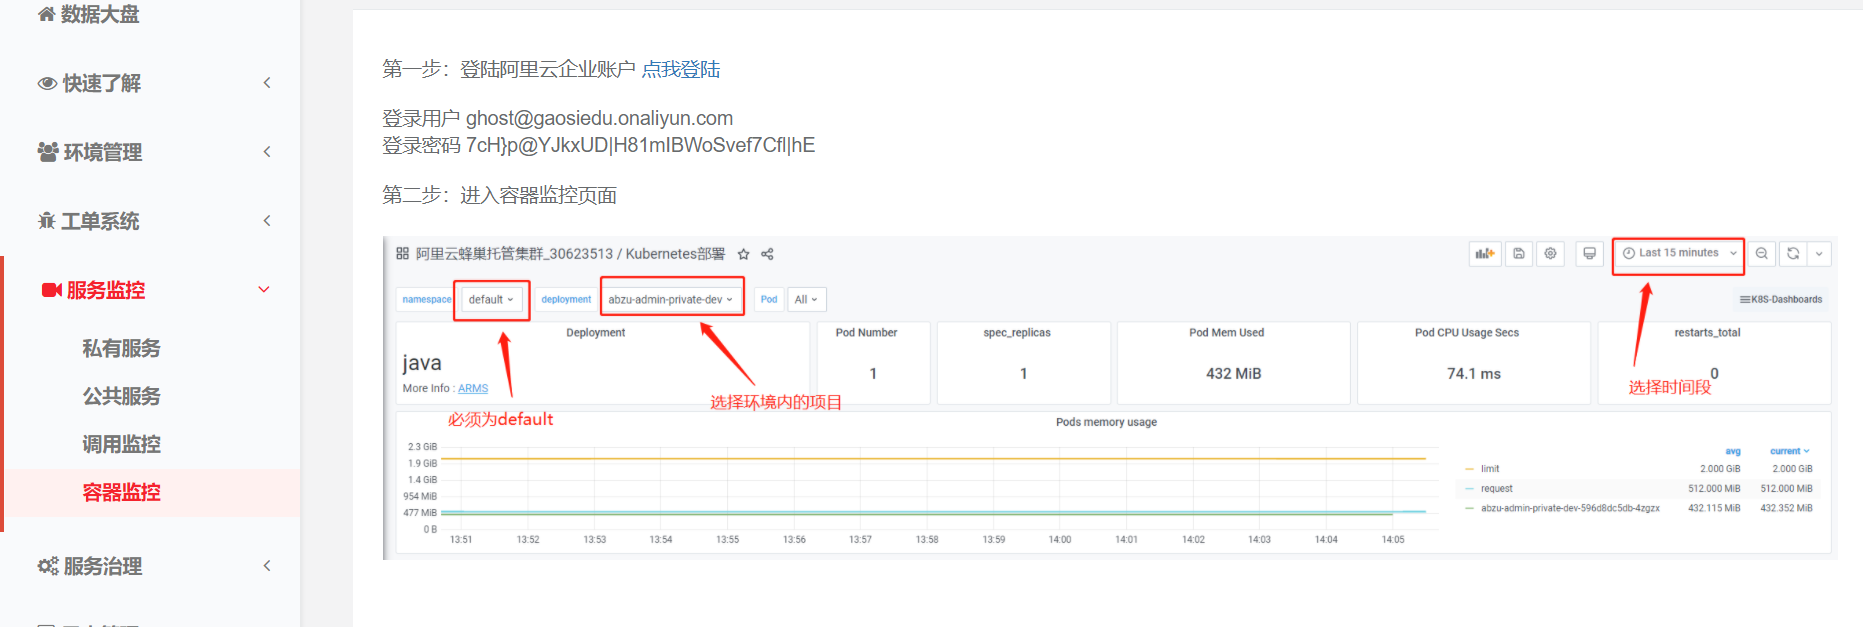 数据大盘
快速了解
环境管理
工单系统
服务监控
私有服务
公共服务
调用监控
容器监控
服务治理
第一步：登陆阿里云企业账户 点我登陆
登录用户 ghost@gaosiedu.onaliyun.com
登录密码 7cH}p@YJkxUD|H81mIBWoSvef7Cfl|hE
第二步：进入容器监控页面
阿里云蜂巢托管集群_30623513 / Kubernetes部署
Last 15 minutes
namespace default deployment abzu-admin-private-dev Pod All
K8S-Dashboards
Deployment
java
More Info : ARMS
Pod Number
1
spec_replicas
1
Pod Mem Used
432 MiB
Pod CPU Usage Secs
74.1 ms
restarts_total
0
必须为default
选择环境内的项目
选择时间段
Pods memory usage
2.3 GiB
1.9 GiB
1.4 GiB
954 MiB
477 MiB
0 B
13:51 13:52 13:53 13:54 13:55 13:56 13:57 13:58 13:59 14:00 14:01 14:02 14:03 14:04 14:05
avg current
limit 2.000 GiB 2.000 GiB
request 512.000 MiB 512.000 MiB
abzu-admin-private-dev-596d8dc5db-4zgzx 432.115 MiB 432.352 MiB